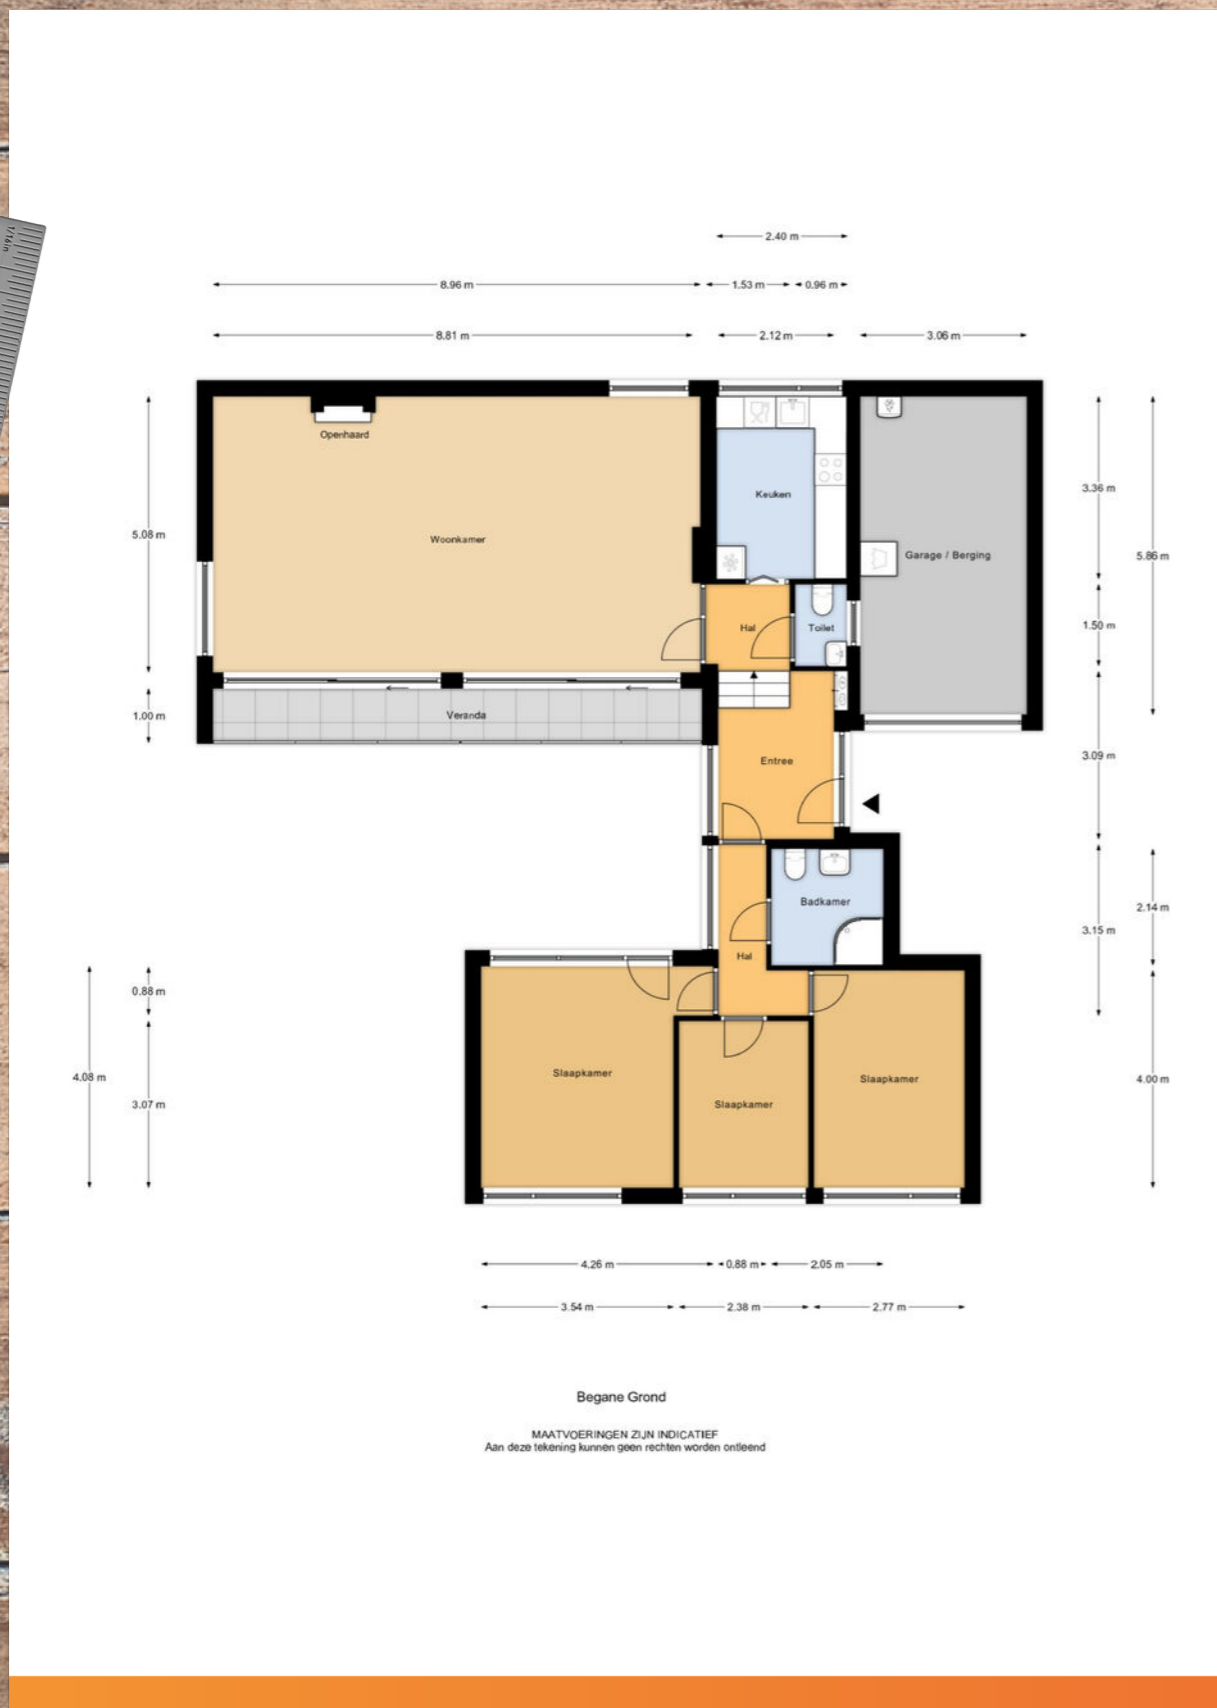 1/16in
2.40 m
8.96 m
1.53 m
0.96 m
8.81 m
2.12 m
3.06 m
Openhaard
Keuken
3.36 m
5.08 m
Woonkamer
Garage / Berging
5.86 m
Hal
Toilet
1.50 m
1.00 m
Veranda
Entree
3.09 m
Badkamer
2.14 m
3.15 m
Hal
0.88 m
4.08 m
Slaapkamer
Slaapkamer
4.00 m
3.07 m
Slaapkamer
4.26 m
0.88 m
2.05 m
3.54 m
2.38 m
2.77 m
Begane Grond
MAATVOERINGEN ZIJN INDICATIEF
Aan deze tekening kunnen geen rechten worden ontleend